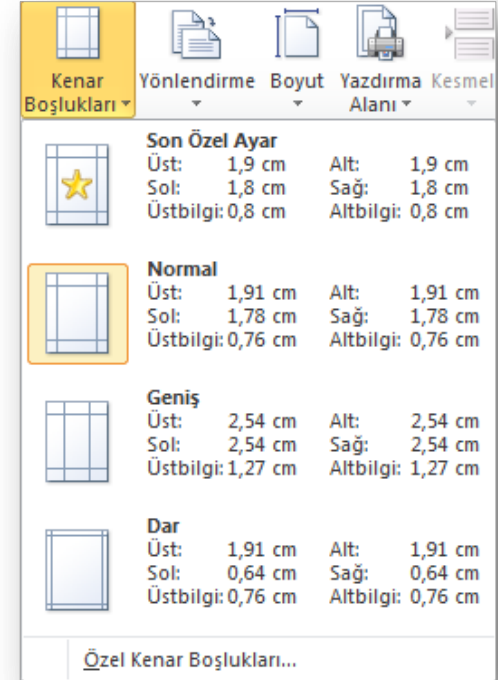 Kenar Boşlukları
Yönlendirme
Boyut
Yazdırma Alanı
Kesmel
Son Özel Ayar
Üst: 1,9 cm Alt: 1,9 cm
Sol: 1,8 cm Sağ: 1,8 cm
Üstbilgi: 0,8 cm Altbilgi: 0,8 cm
Normal
Üst: 1,91 cm Alt: 1,91 cm
Sol: 1,78 cm Sağ: 1,78 cm
Üstbilgi: 0,76 cm Altbilgi: 0,76 cm
Geniş
Üst: 2,54 cm Alt: 2,54 cm
Sol: 2,54 cm Sağ: 2,54 cm
Üstbilgi: 1,27 cm Altbilgi: 1,27 cm
Dar
Üst: 1,91 cm Alt: 1,91 cm
Sol: 0,64 cm Sağ: 0,64 cm
Üstbilgi: 0,76 cm Altbilgi: 0,76 cm
Özel Kenar Boşlukları...